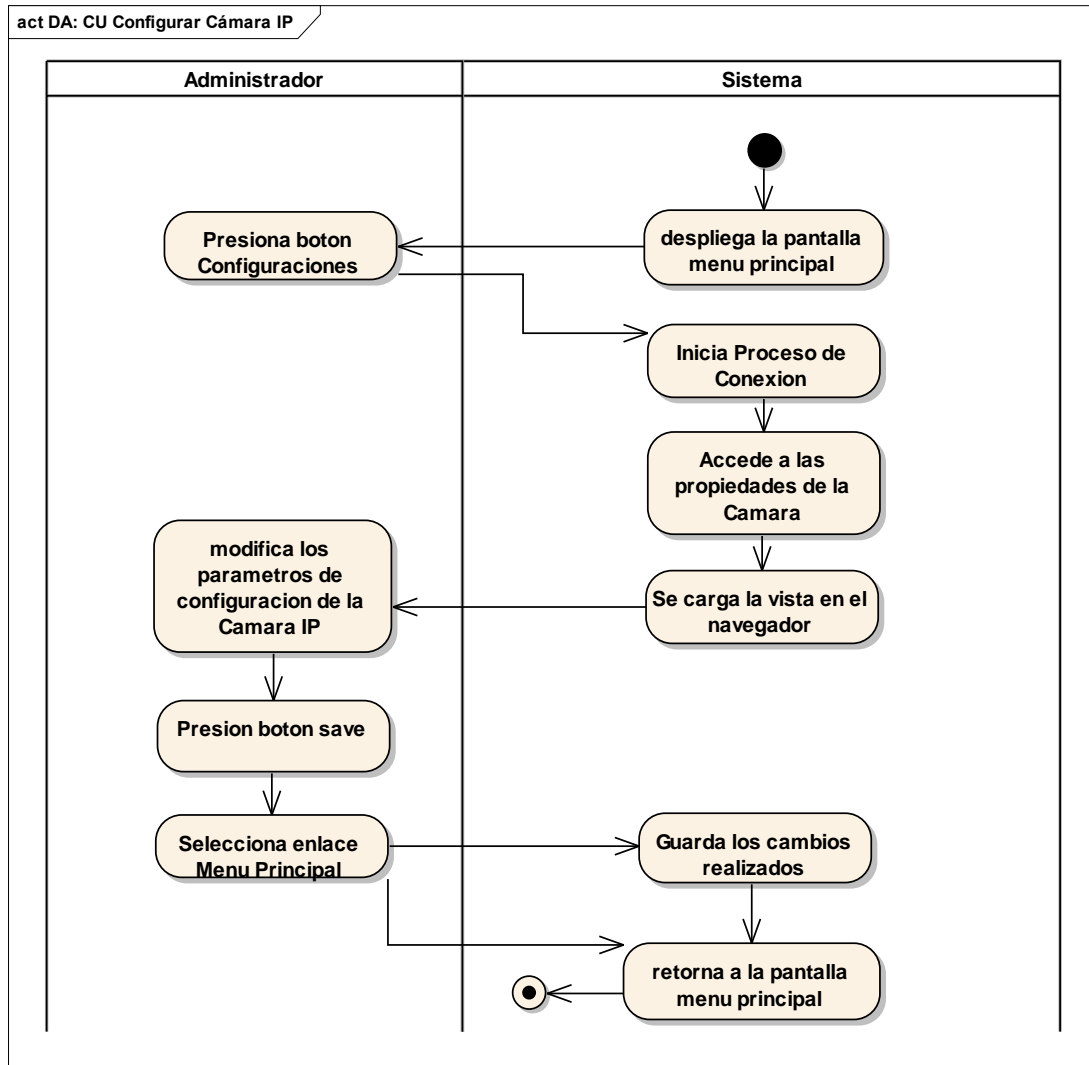 act DA: CU Configurar Cámara IP
Administrador
Sistema
despliega la pantalla
menu principal
Presiona boton
Configuraciones
Inicia Proceso de
Conexion
Accede a las
propiedades de la
Camara
Se carga la vista en el
navegador
modifica los
parametros de
configuracion de la
Camara IP
Presion boton save
Selecciona enlace
Menu Principal
Guarda los cambios
realizados
retorna a la pantalla
menu principal